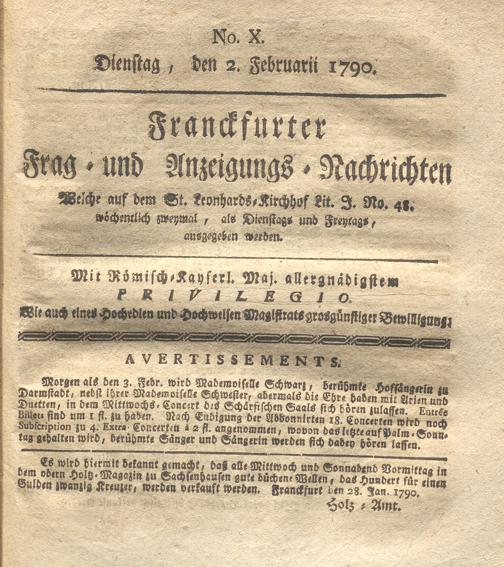 No. X.
Dienstag, den 2. Februarii 1790.
Franckfurter
Frag- und Anzeigungs-Nachrichten
Welche auf dem St. Leonhards-Kirchhof Lit. J. No. 48.
wöchentlich zweymal, als Dienstags und Freytags,
ausgegeben werden.
Mit Römisch-Kayserl. Maj. allergnädigstem
PRIVILEGIO.
Wie auch eines Hochedlen und Hochweisen Magistrats grosgünstiger Bewilligung:
AVERTISSEMENTS.
Morgen als den 3. Febr. wird Mademoiselle Schwarz, berühmte Hofsängerin zu
Darmstadt, nebst ihrer Mademoiselle Schwester, abermals die Ehre haben mit Arien und
Duetten, in dem Mittwochs-Concert des Schärfischen Saals sich hören zulassen. Entrée
Billets sind um 1 fl. zu haben. Nach Endigung der Abbonnirten 18. Concerten wird noch
Subscription zu 4. Extra-Concerten à 2 fl. angenommen, wovon das letzte auf Palm-Sonn-
tag gehalten wird, berühmte Sänger und Sängerin werden sich dabey hören lassen.
Es wird hiermit bekannt gemacht, daß alle Mittwoch und Sonnabend Vormittag in
dem odern Holz-Magazin zu Sachsenhausen gute büchene Wellen, das Hundert für einen
Gulden zwanzig Kreuzer, werden verkauft werden. Franckfurt den 28. Jan. 1790.
Holz-Amt.